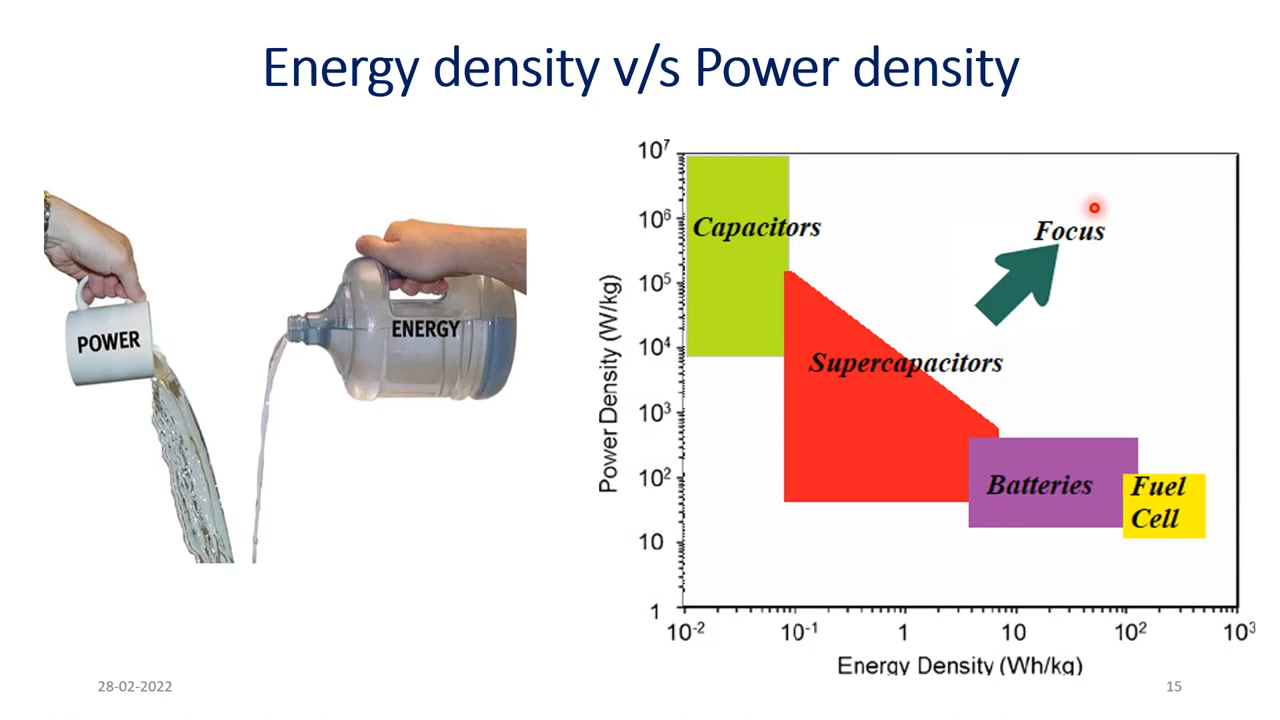 Energy density v/s Power density
POWER
ENERGY
Power Density (W/kg)
10⁷
10⁶
10⁵
10⁴
10³
10²
10
1
Capacitors
Focus
Supercapacitors
Batteries
Fuel
Cell
10⁻²
10⁻¹
1
10
10²
10³
Energy Density (Wh/kg)
28-02-2022
15